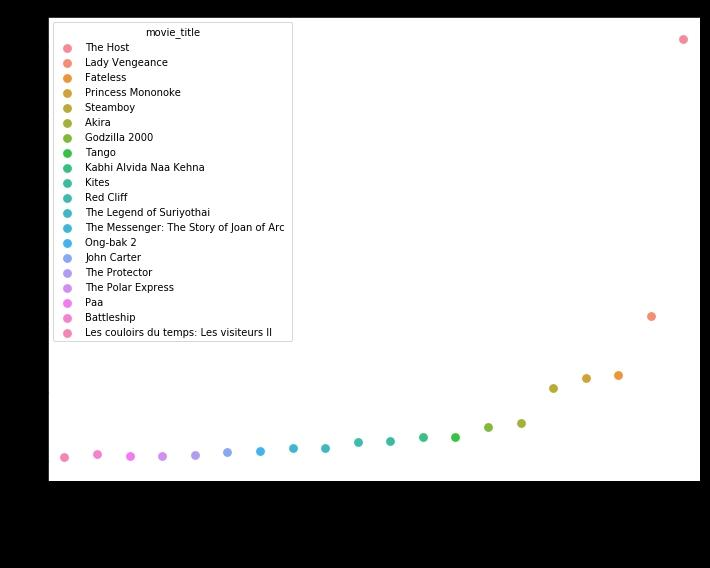 movie_title
The Host
Lady Vengeance
Fateless
Princess Mononoke
Steamboy
Akira
Godzilla 2000
Tango
Kabhi Alvida Naa Kehna
Kites
Red Cliff
The Legend of Suriyothai
The Messenger: The Story of Joan of Arc
Ong-bak 2
John Carter
The Protector
The Polar Express
Paa
Battleship
Les couloirs du temps: Les visiteurs II